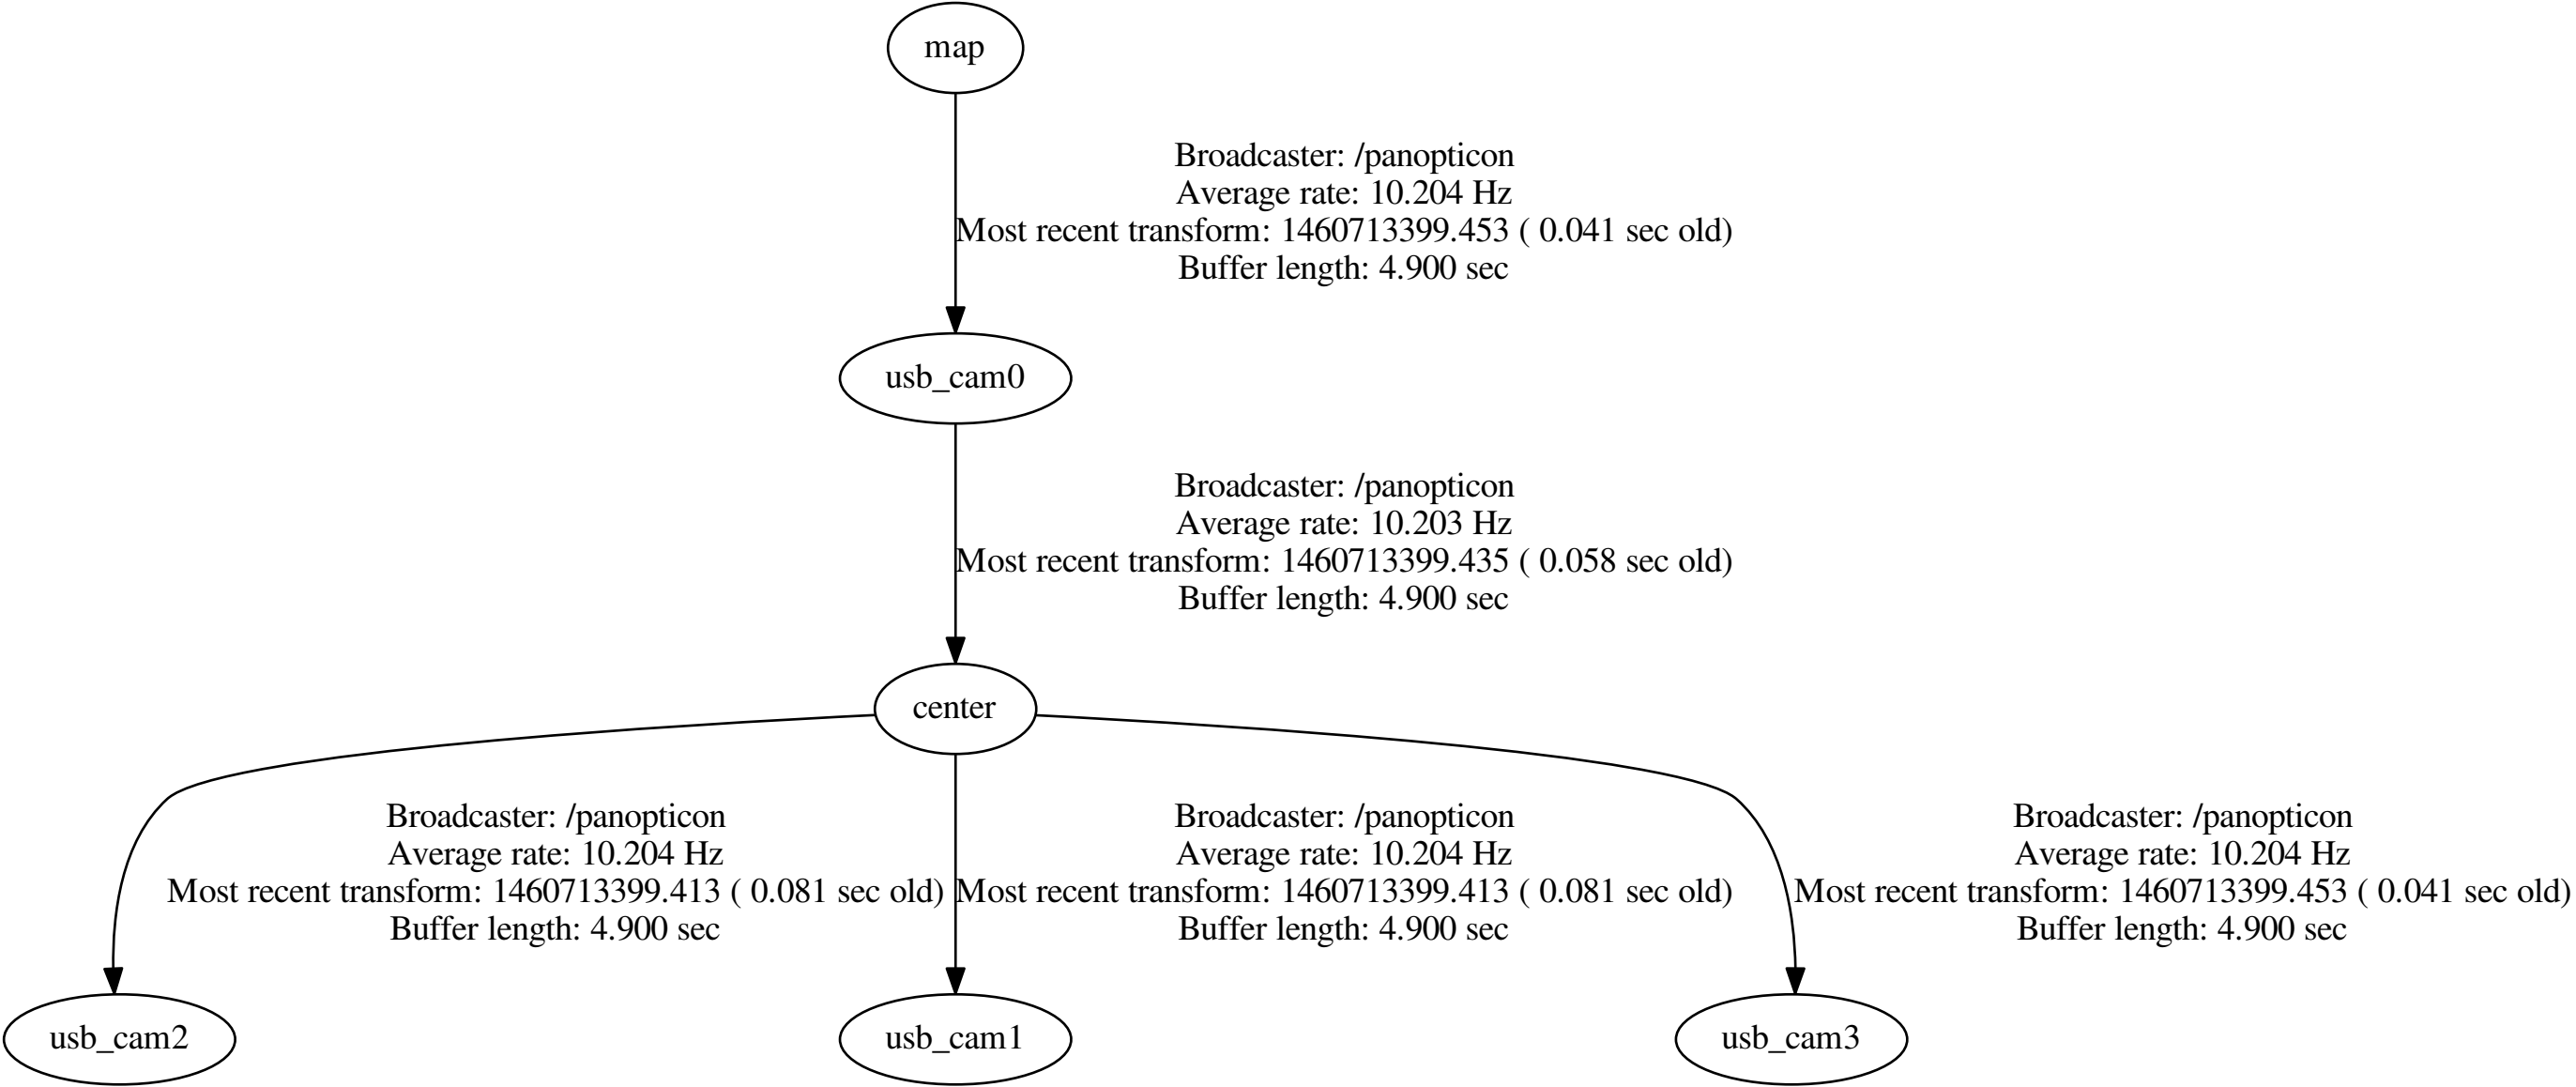 map
Broadcaster: /panopticon
Average rate: 10.204 Hz
Most recent transform: 1460713399.453 ( 0.041 sec old)
Buffer length: 4.900 sec
usb_cam0
Broadcaster: /panopticon
Average rate: 10.203 Hz
Most recent transform: 1460713399.435 ( 0.058 sec old)
Buffer length: 4.900 sec
center
Broadcaster: /panopticon
Average rate: 10.204 Hz
Most recent transform: 1460713399.413 ( 0.081 sec old)
Buffer length: 4.900 sec
Broadcaster: /panopticon
Average rate: 10.204 Hz
Most recent transform: 1460713399.413 ( 0.081 sec old)
Buffer length: 4.900 sec
Broadcaster: /panopticon
Average rate: 10.204 Hz
Most recent transform: 1460713399.453 ( 0.041 sec old)
Buffer length: 4.900 sec
usb_cam2
usb_cam1
usb_cam3